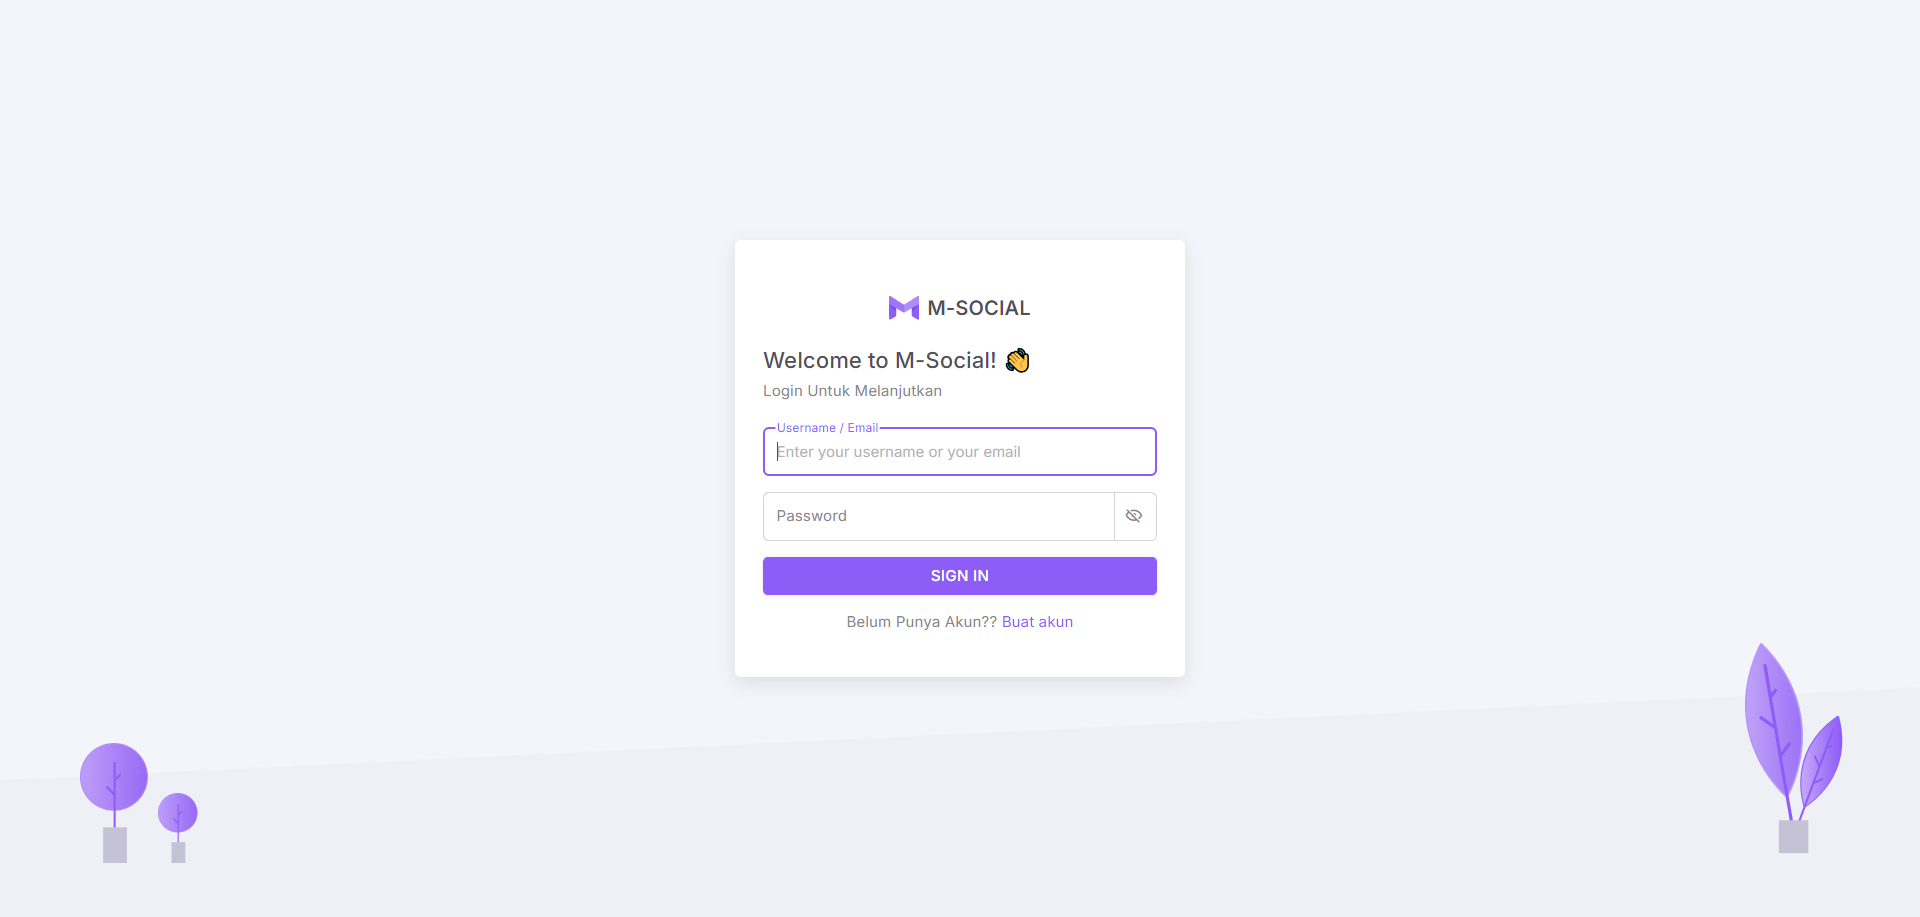 M-SOCIAL
Welcome to M-Social! 👋
Login Untuk Melanjutkan
Username / Email
Enter your username or your email
Password
SIGN IN
Belum Punya Akun?? Buat akun